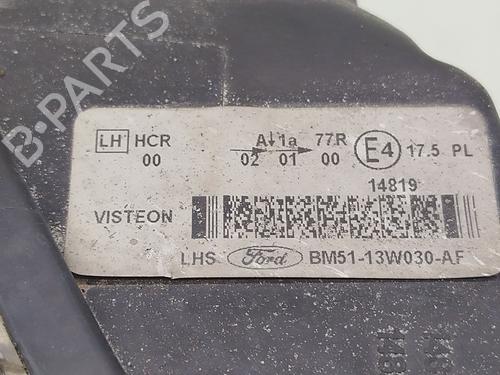 B-PARTS
LH HCR A 1a 77R E4 17.5 PL
00 02 01 00
14819
VISTEON
LHS Ford BM51-13W030-AF